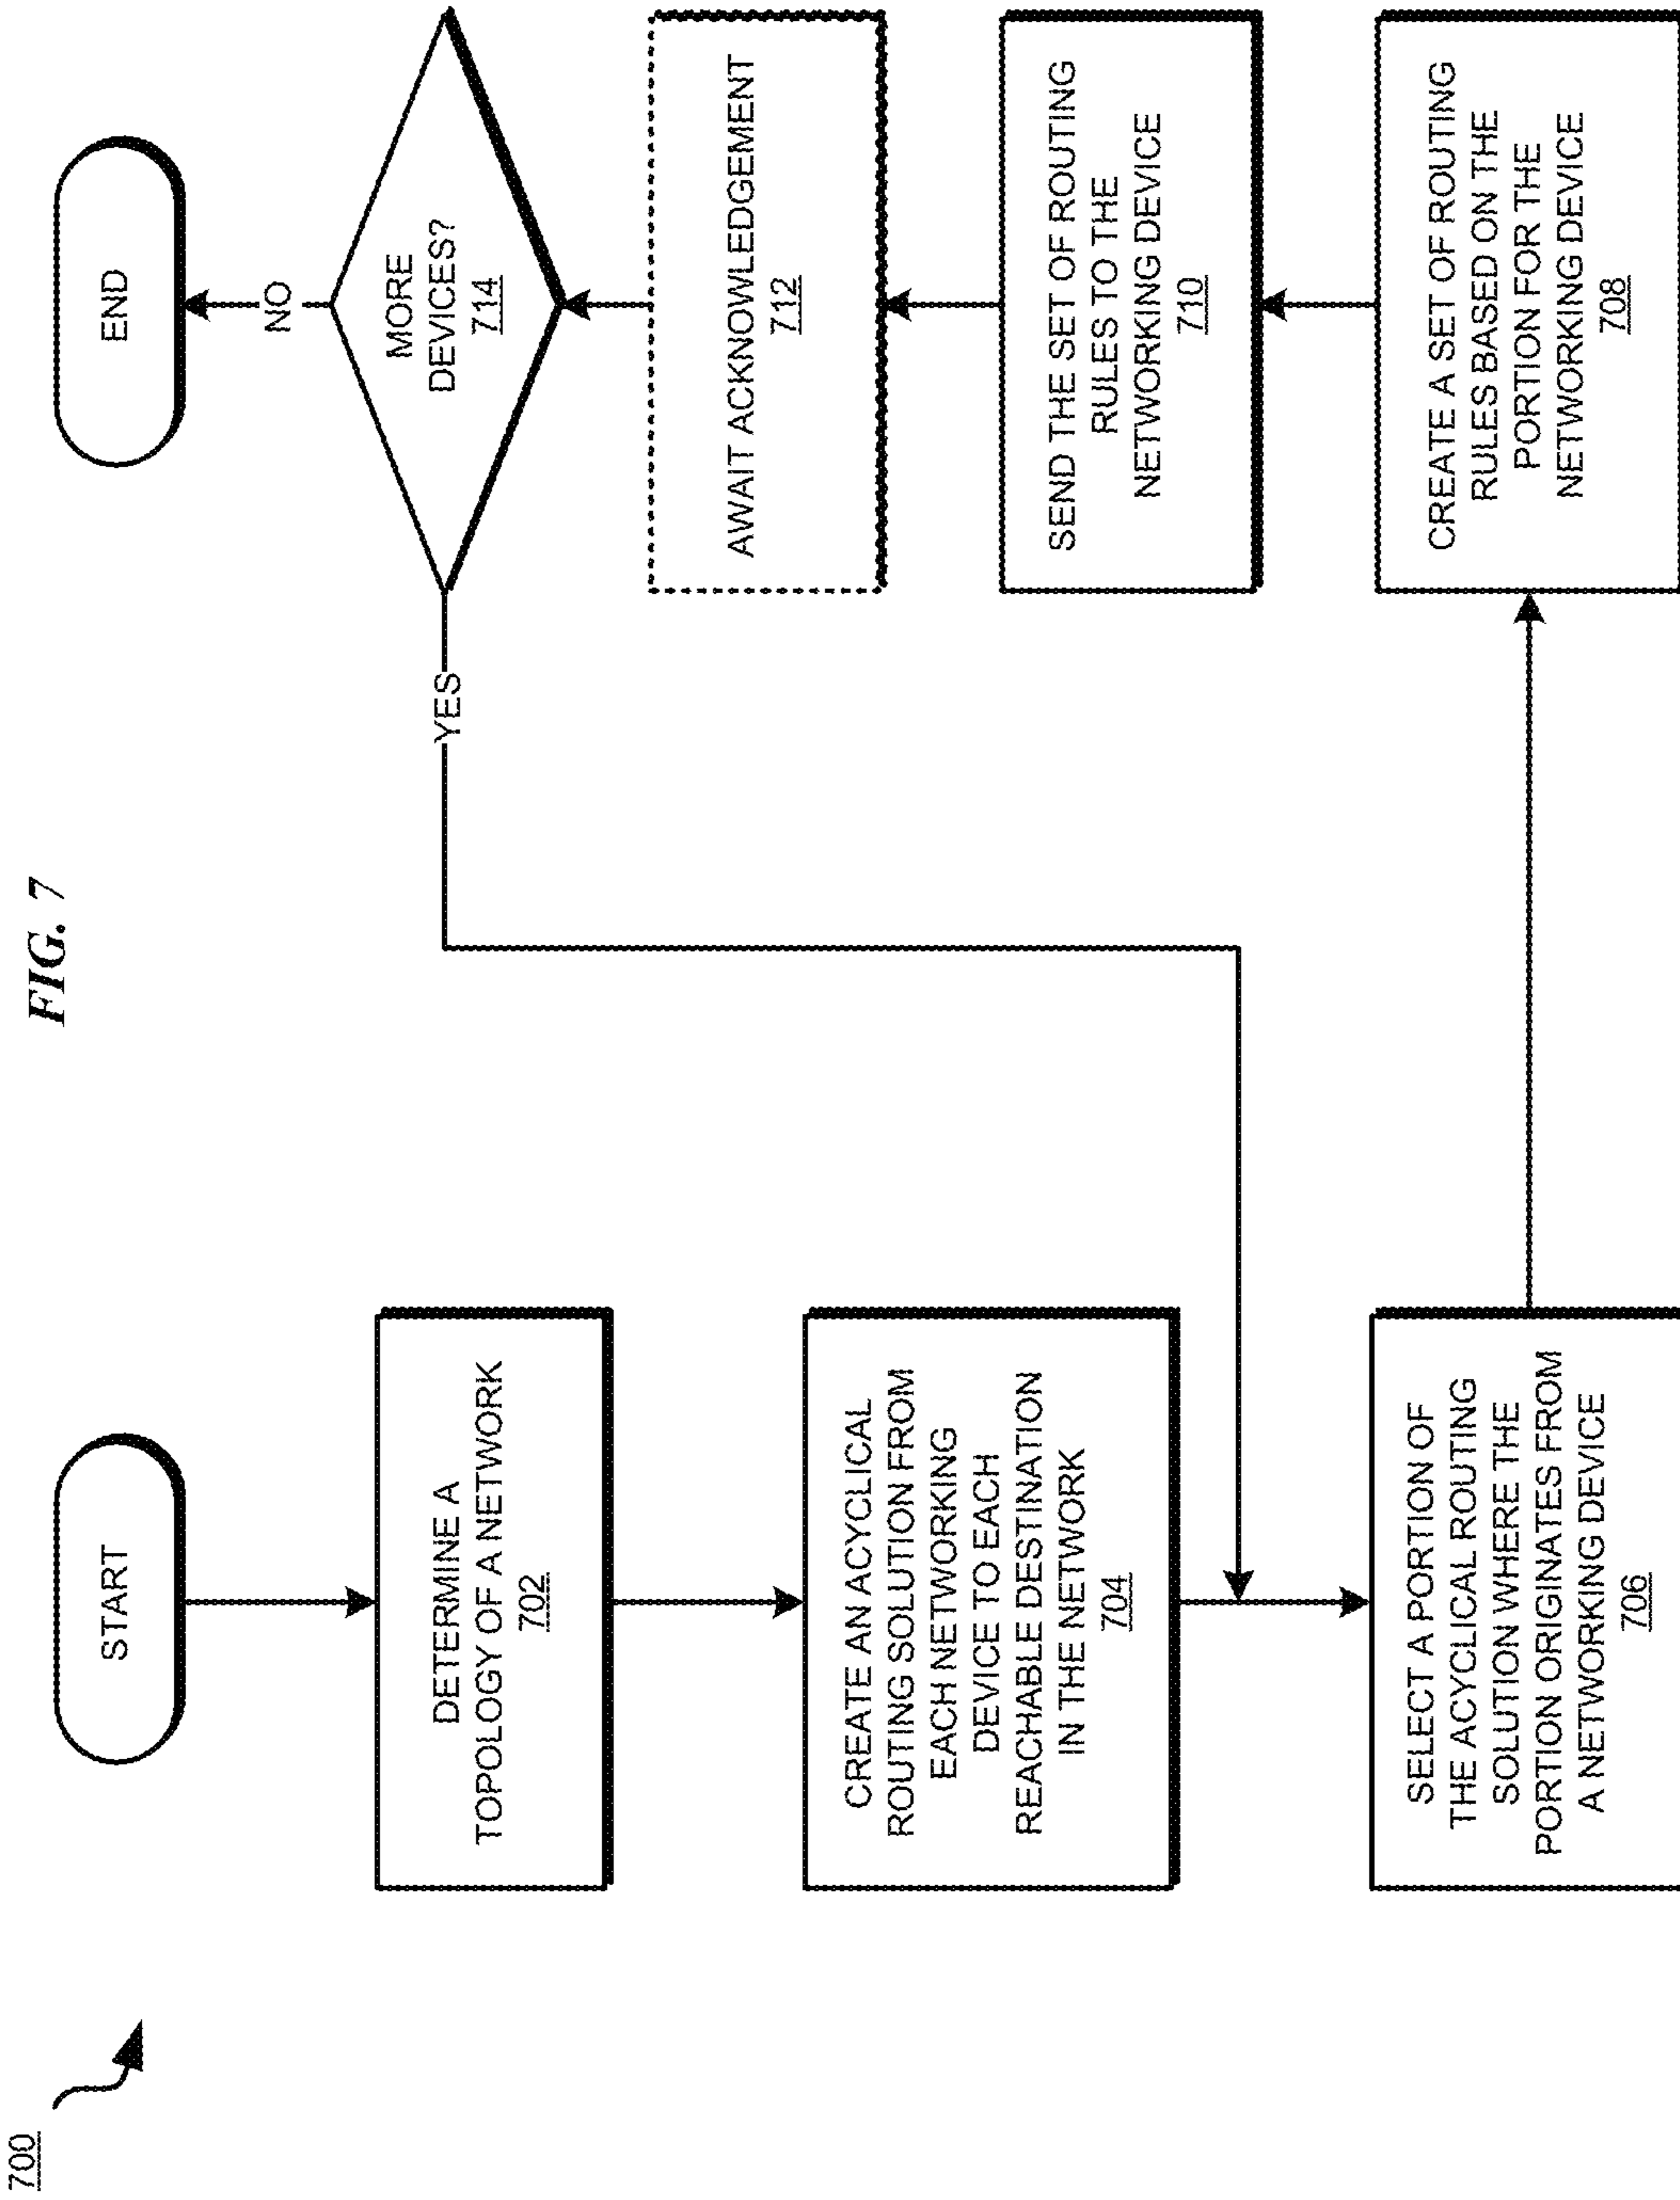 FIG. 7
700
START
DETERMINE A
TOPOLOGY OF A NETWORK
702
CREATE AN ACYCLICAL
ROUTING SOLUTION FROM
EACH NETWORKING
DEVICE TO EACH
REACHABLE DESTINATION
IN THE NETWORK
704
SELECT A PORTION OF
THE ACYCLICAL ROUTING
SOLUTION WHERE THE
PORTION ORIGINATES FROM
A NETWORKING DEVICE
706
CREATE A SET OF ROUTING
RULES BASED ON THE
PORTION FOR THE
NETWORKING DEVICE
708
SEND THE SET OF ROUTING
RULES TO THE
NETWORKING DEVICE
710
AWAIT ACKNOWLEDGEMENT
712
MORE
DEVICES?
714
YES
NO
END